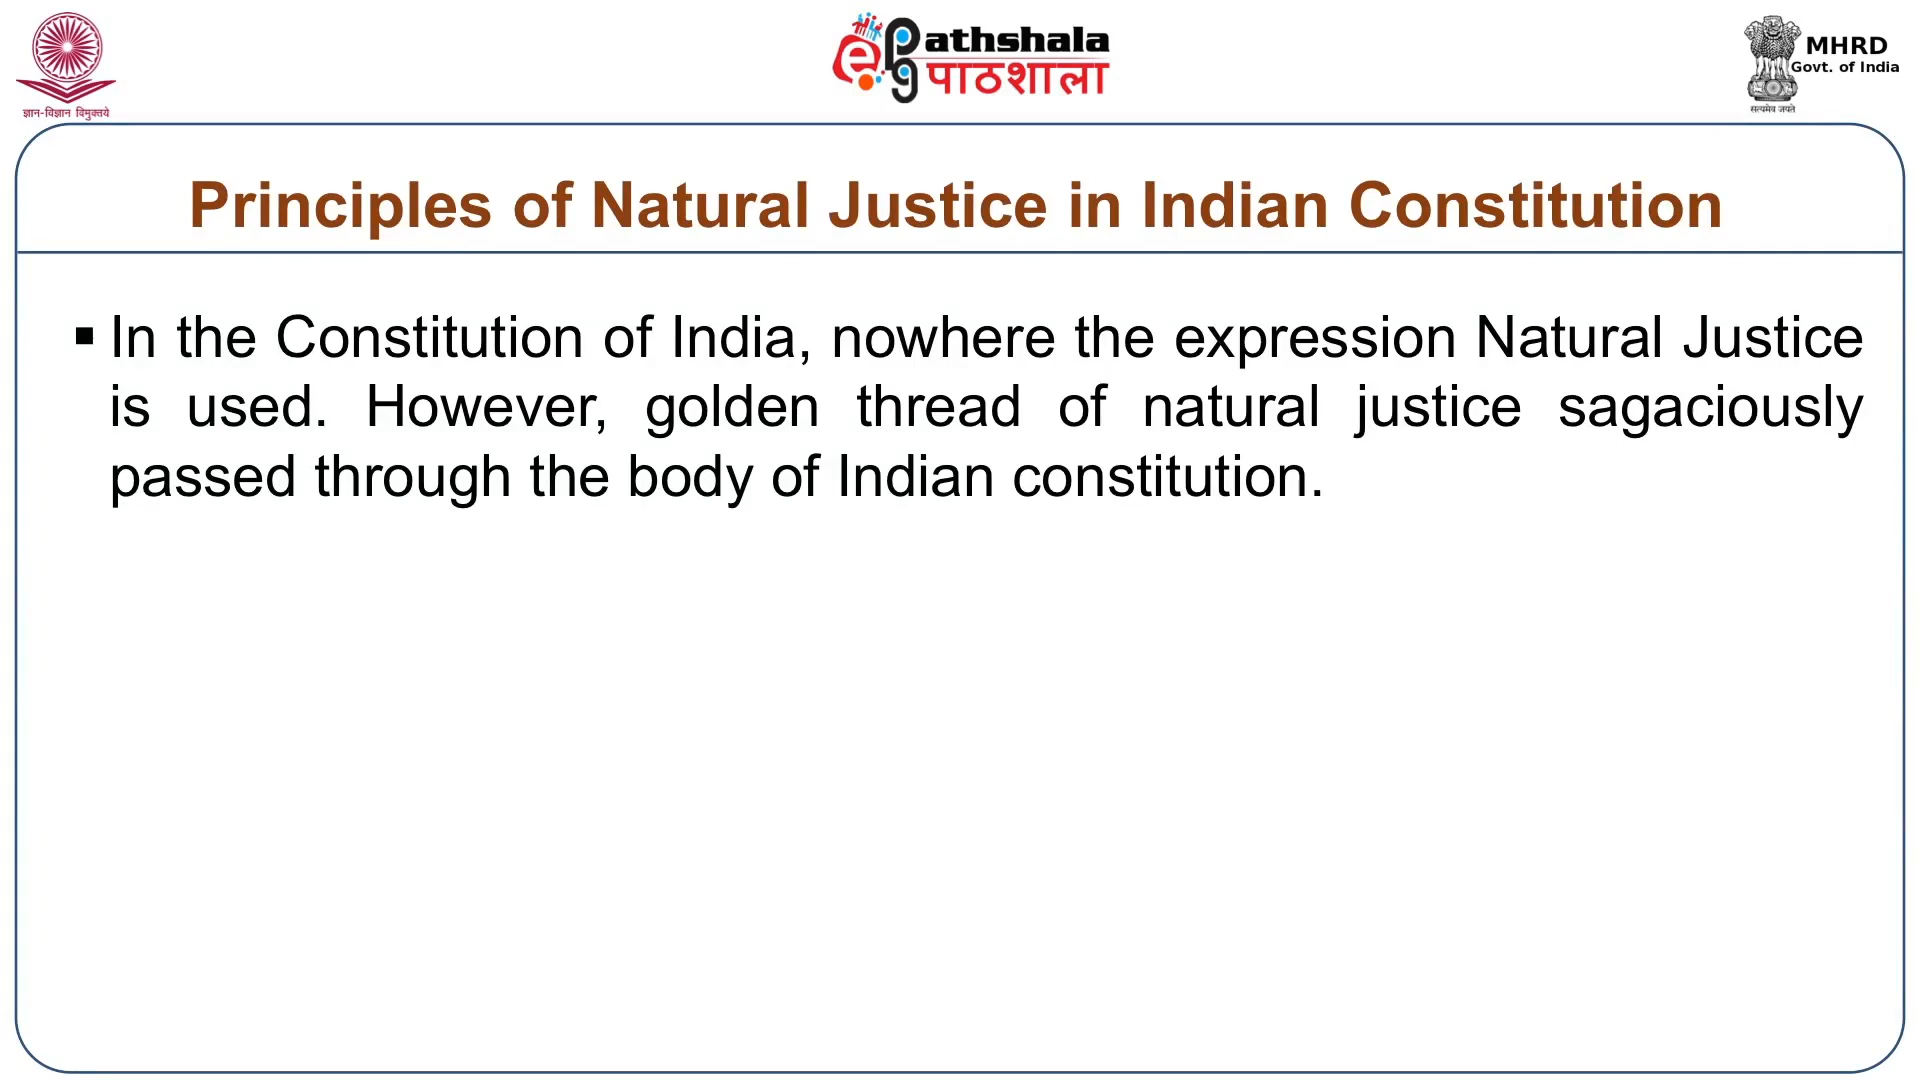 ज्ञान-विज्ञान विमुक्तये
ePgPathshala
पाठशाला
MHRD
Govt. of India
सत्यमेव जयते
Principles of Natural Justice in Indian Constitution
▪ In the Constitution of India, nowhere the expression Natural Justice
is used. However, golden thread of natural justice sagaciously
passed through the body of Indian constitution.